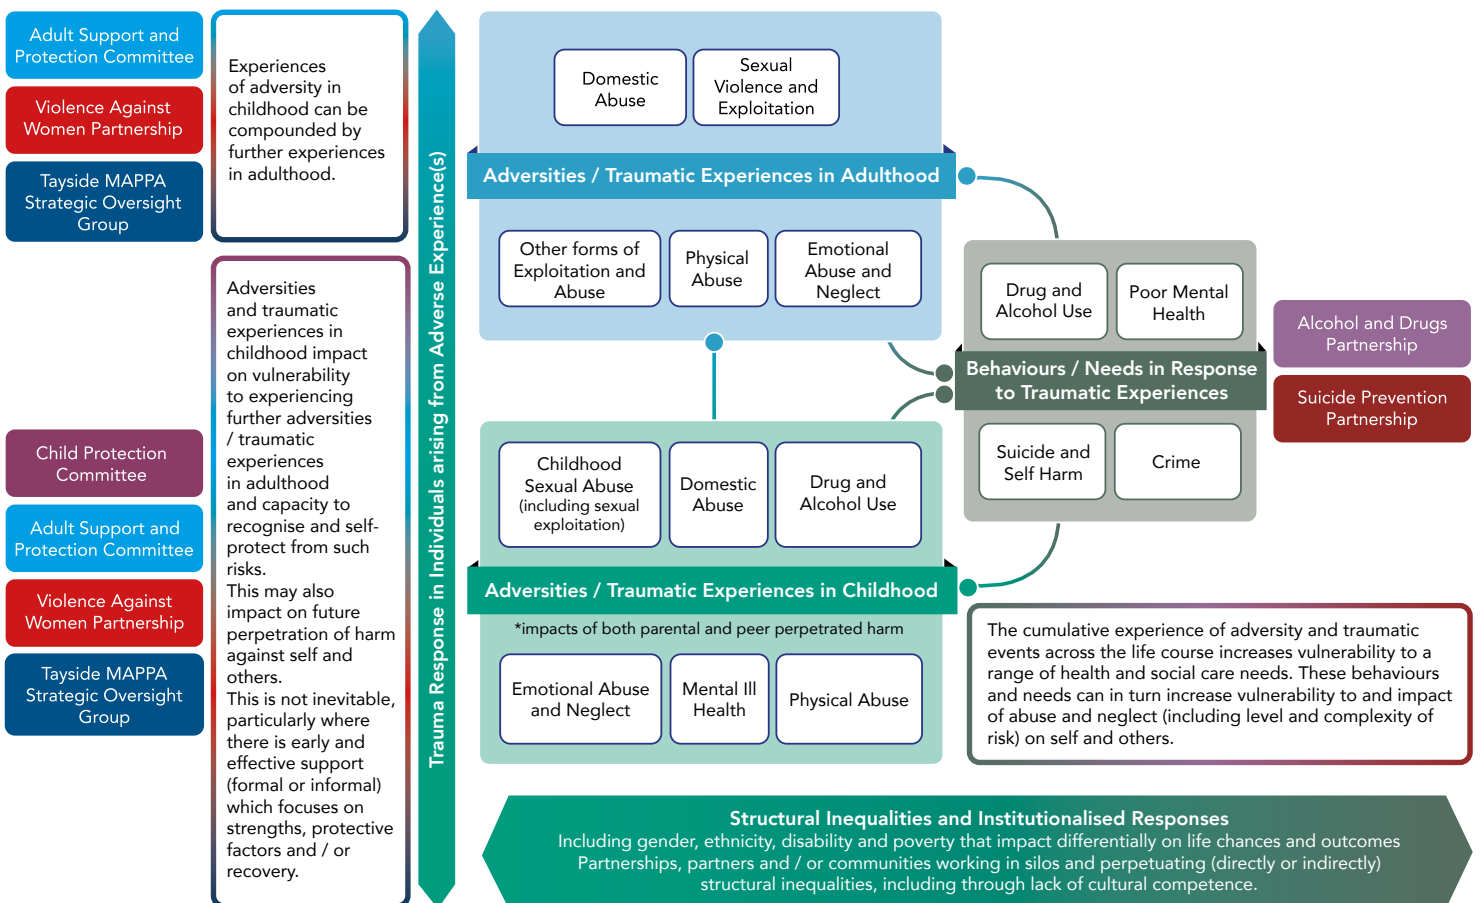 Adult Support and
Protection Committee
Violence Against
Women Partnership
Tayside MAPPA
Strategic Oversight
Group
Experiences
of adversity in
childhood can be
compounded by
further experiences
in adulthood.
Child Protection
Committee
Adult Support and
Protection Committee
Violence Against
Women Partnership
Tayside MAPPA
Strategic Oversight
Group
Adversities
and traumatic
experiences in
childhood impact
on vulnerability
to experiencing
further adversities
/ traumatic
experiences
in adulthood
and capacity to
recognise and self-
protect from such
risks.
This may also
impact on future
perpetration of harm
against self and
others.
This is not inevitable,
particularly where
there is early and
effective support
(formal or informal)
which focuses on
strengths, protective
factors and / or
recovery.
Trauma Response in Individuals arising from Adverse Experience(s)
Domestic
Abuse
Sexual
Violence and
Exploitation
Adversities / Traumatic Experiences in Adulthood
Other forms of
Exploitation and
Abuse
Physical
Abuse
Emotional
Abuse and
Neglect
Childhood
Sexual Abuse
(including sexual
exploitation)
Domestic
Abuse
Drug and
Alcohol Use
Adversities / Traumatic Experiences in Childhood
*impacts of both parental and peer perpetrated harm
Emotional Abuse
and Neglect
Mental Ill
Health
Physical Abuse
Drug and
Alcohol Use
Poor Mental
Health
Behaviours / Needs in Response
to Traumatic Experiences
Suicide and
Self Harm
Crime
Alcohol and Drugs
Partnership
Suicide Prevention
Partnership
The cumulative experience of adversity and traumatic
events across the life course increases vulnerability to a
range of health and social care needs. These behaviours
and needs can in turn increase vulnerability to and impact
of abuse and neglect (including level and complexity of
risk) on self and others.
Structural Inequalities and Institutionalised Responses
Including gender, ethnicity, disability and poverty that impact differentially on life chances and outcomes
Partnerships, partners and / or communities working in silos and perpetuating (directly or indirectly)
structural inequalities, including through lack of cultural competence.